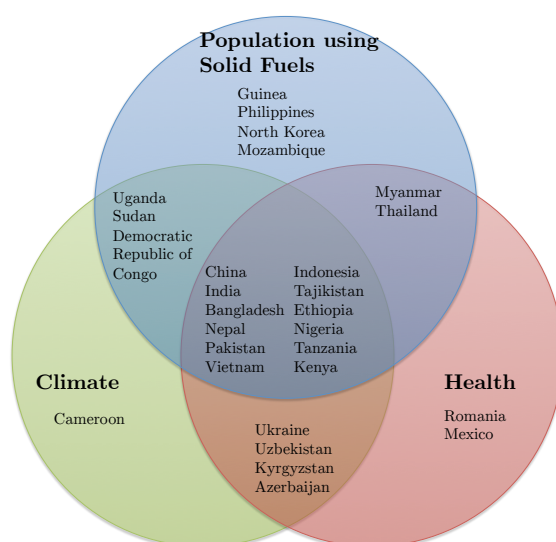 Population using
Solid Fuels
Guinea
Philippines
North Korea
Mozambique
Myanmar
Thailand
Uganda
Sudan
Democratic
Republic of
Congo
China
India
Bangladesh
Nepal
Pakistan
Vietnam
Indonesia
Tajikistan
Ethiopia
Nigeria
Tanzania
Kenya
Climate
Cameroon
Health
Romania
Mexico
Ukraine
Uzbekistan
Kyrgyzstan
Azerbaijan